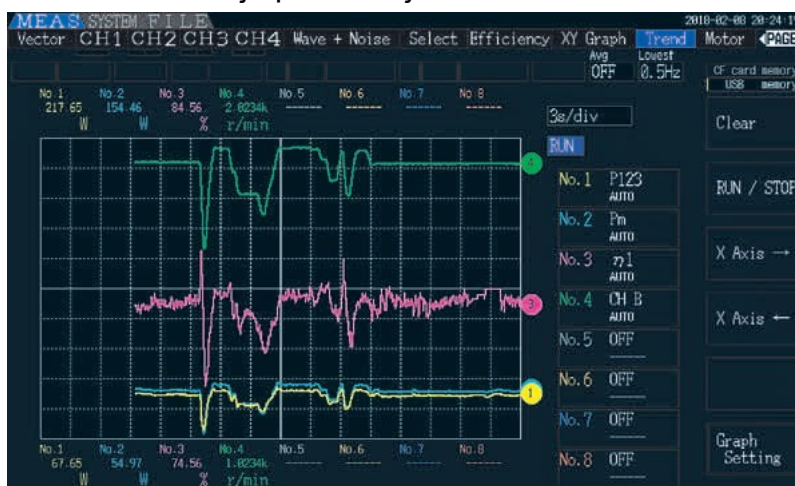 MEAS SYSTEM FILE 2018-02-08 20:24:1
Vector CH1 CH2 CH3 CH4 Wave + Noise Select Efficiency XY Graph Trend Motor ◀PAGE
Avg Lowest
OFF 0.5Hz
CF card memory
USB memory
No.1 No.2 No.3 No.4 No.5 No.6 No.7 No.8
217.65 154.46 84.56 2.0234k ------ ------ ------ ------
W W % r/min
3s/div
Clear
RUN
4
No.1 P123
AUTO
RUN / STOP
No.2 Pm
AUTO
No.3 η1
AUTO
X Axis →
No.4 CH B
AUTO
3
X Axis ←
No.5 OFF
------
No.6 OFF
------
1
No.7 OFF
------
No.8 OFF
------
Graph
Setting
No.1 No.2 No.3 No.4 No.5 No.6 No.7 No.8
67.65 54.97 74.56 1.0234k ------ ------ ------ ------
W W % r/min